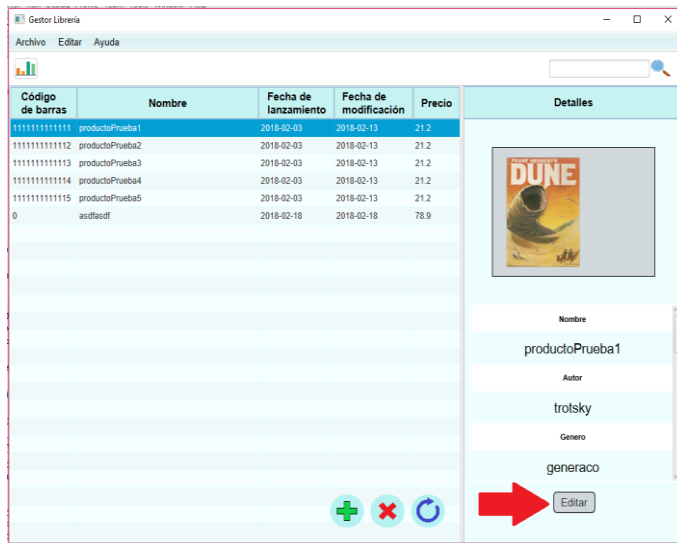 Gestor Librería
Archivo Editar Ayuda
Código de barras Nombre Fecha de lanzamiento Fecha de modificación Precio
1111111111111 productoPrueba1 2018-02-03 2018-02-13 21.2
1111111111112 productoPrueba2 2018-02-03 2018-02-13 21.2
1111111111113 productoPrueba3 2018-02-03 2018-02-13 21.2
1111111111114 productoPrueba4 2018-02-03 2018-02-13 21.2
1111111111115 productoPrueba5 2018-02-03 2018-02-13 21.2
0 asdfasdf 2018-02-18 2018-02-18 78.9
Detalles
FRANK HERBERT'S
DUNE
Nombre
productoPrueba1
Autor
trotsky
Genero
generaco
Editar